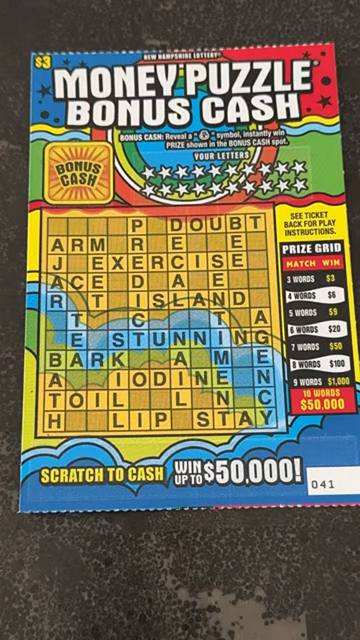 $3
NEW HAMPSHIRE LOTTERY
MONEY PUZZLE
BONUS CASH
BONUS CASH: Reveal a "    " symbol, instantly win
PRIZE shown in the BONUS CASH spot.
YOUR LETTERS
BONUS
CASH
SEE TICKET
BACK FOR PLAY
INSTRUCTIONS.
P DOUBT
ARM R E E
J EXERCISE
ACE D A E
R T ISLAND
T C T A
E STUNNING
BARK A M E
A IODINE N
TOIL L N C
H LIP STAY
PRIZE GRID
MATCH WIN
3 WORDS $3
4 WORDS $6
5 WORDS $9
6 WORDS $20
7 WORDS $50
8 WORDS $100
9 WORDS $1,000
10 WORDS
$50,000
SCRATCH TO CASH WIN UP TO $50,000!
041